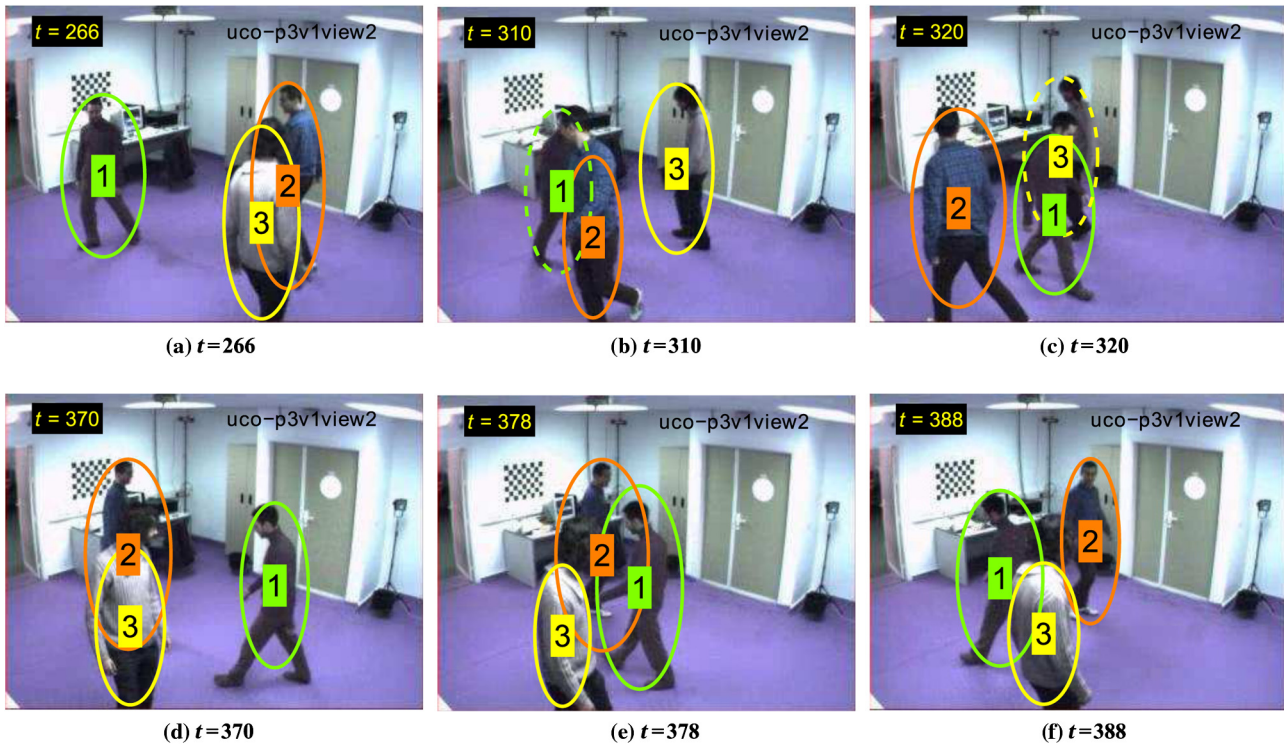 t = 266
uco-p3v1view2
1
2
3
(a) t=266
t = 310
uco-p3v1view2
1
2
3
(b) t=310
t = 320
uco-p3v1view2
3
2
1
(c) t=320
t = 370
uco-p3v1view2
2
1
3
(d) t=370
t = 378
uco-p3v1view2
2
1
3
(e) t=378
t = 388
uco-p3v1view2
2
1
3
(f) t=388